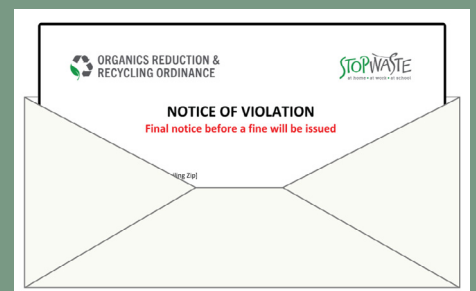 ORGANICS REDUCTION &
RECYCLING ORDINANCE
STOPWASTE
at home • at work • at school
NOTICE OF VIOLATION
Final notice before a fine will be issued
Zip]